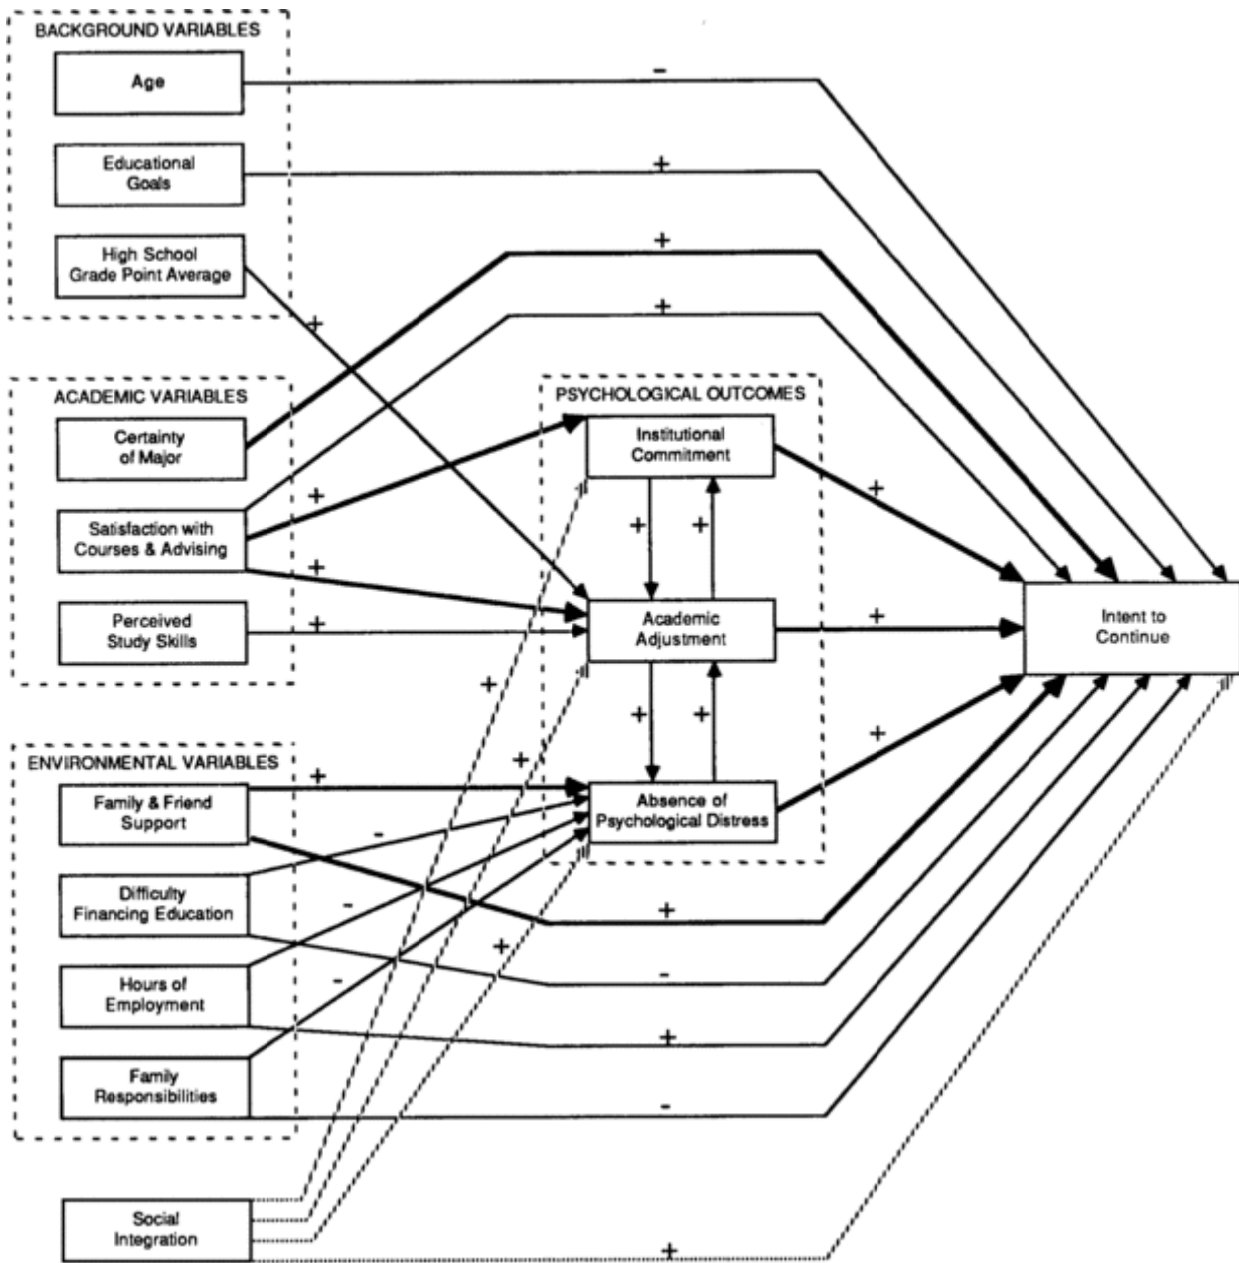 BACKGROUND VARIABLES
Age
-
Educational
Goals
+
High School
Grade Point Average
+
+
+
ACADEMIC VARIABLES
Certainty
of Major
Satisfaction with
Courses & Advising
+
+
Perceived
Study Skills
+
PSYCHOLOGICAL OUTCOMES
Institutional
Commitment
+
+
+
Academic
Adjustment
+
+
+
+
Absence of
Psychological Distress
+
Intent to
Continue
ENVIRONMENTAL VARIABLES
Family & Friend
Support
+
+
+
Difficulty
Financing Education
-
-
Hours of
Employment
-
+
+
Family
Responsibilities
-
-
Social
Integration
+
+